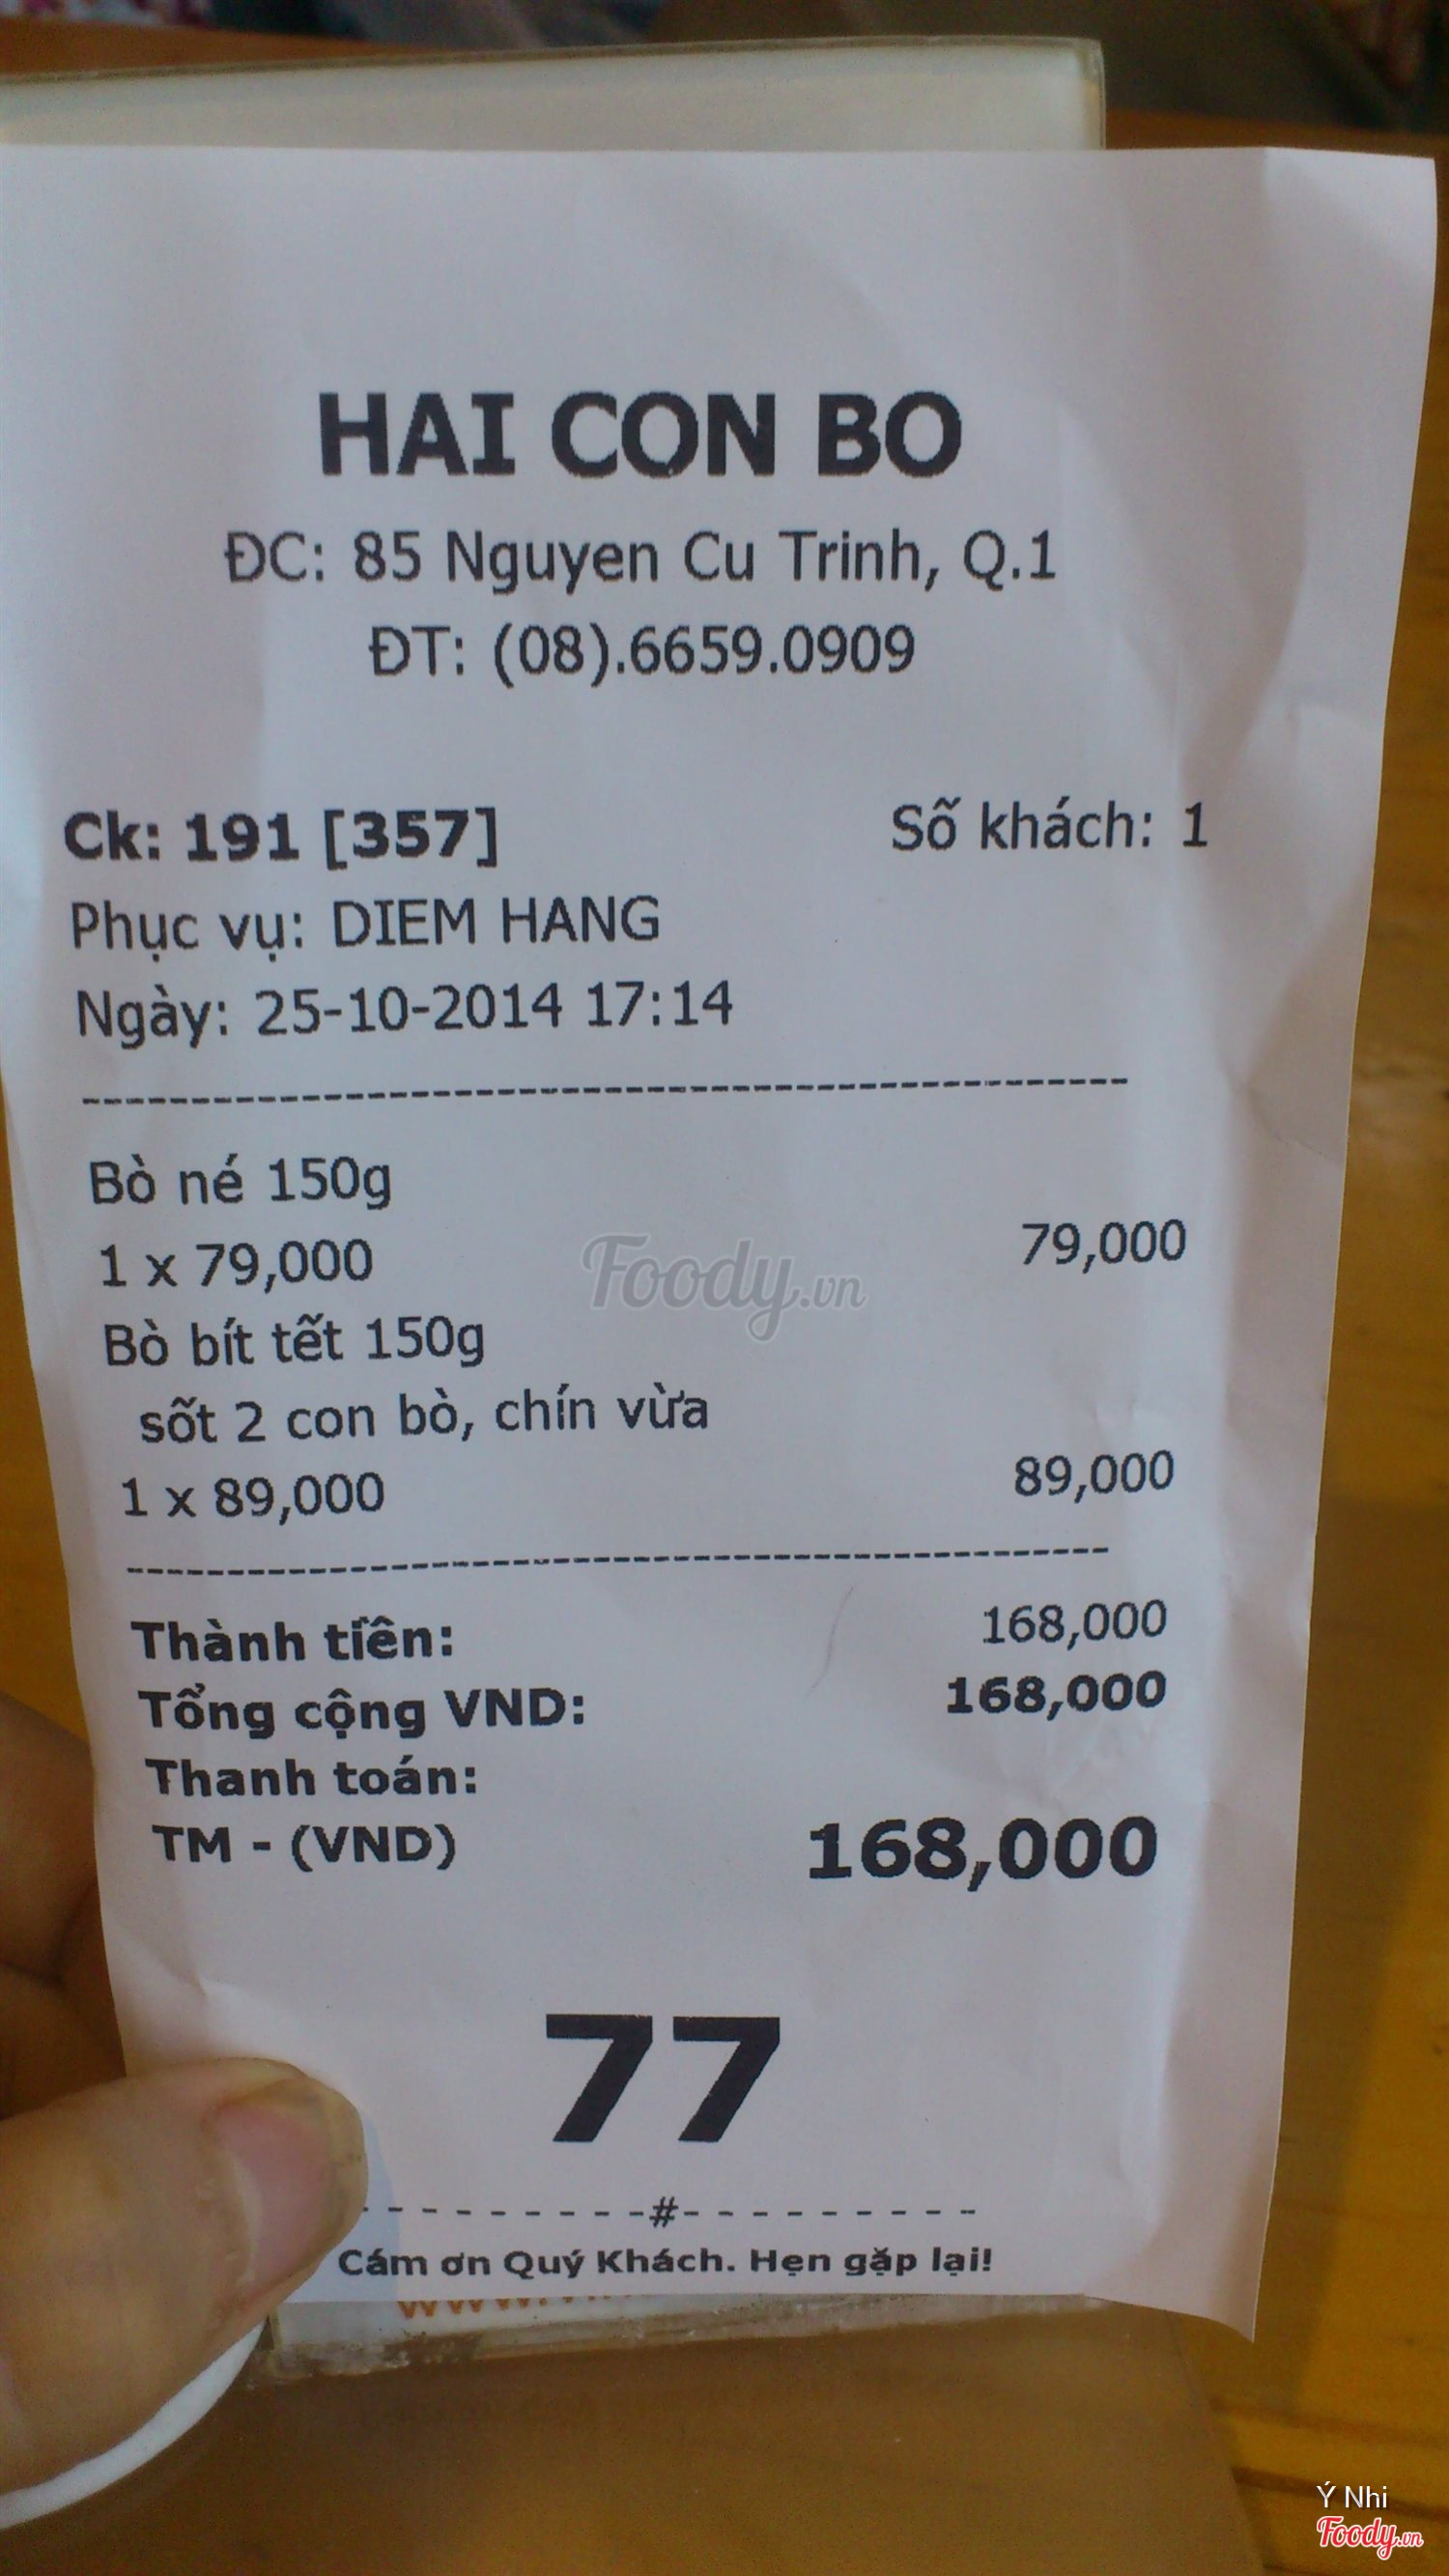 HAI CON BO
ĐC: 85 Nguyen Cu Trinh, Q.1
ĐT: (08).6659.0909
Ck: 191 [357] Số khách: 1
Phục vụ: DIEM HANG
Ngày: 25-10-2014 17:14
Bò né 150g
1 x 79,000 79,000
Foody.vn
Bò bít tết 150g
sốt 2 con bò, chín vừa
1 x 89,000 89,000
Thành tiền: 168,000
Tổng cộng VND: 168,000
Thanh toán:
TM - (VND) 168,000
77
#
Cám ơn Quý Khách. Hẹn gặp lại!
Ý Nhi
Foody.vn